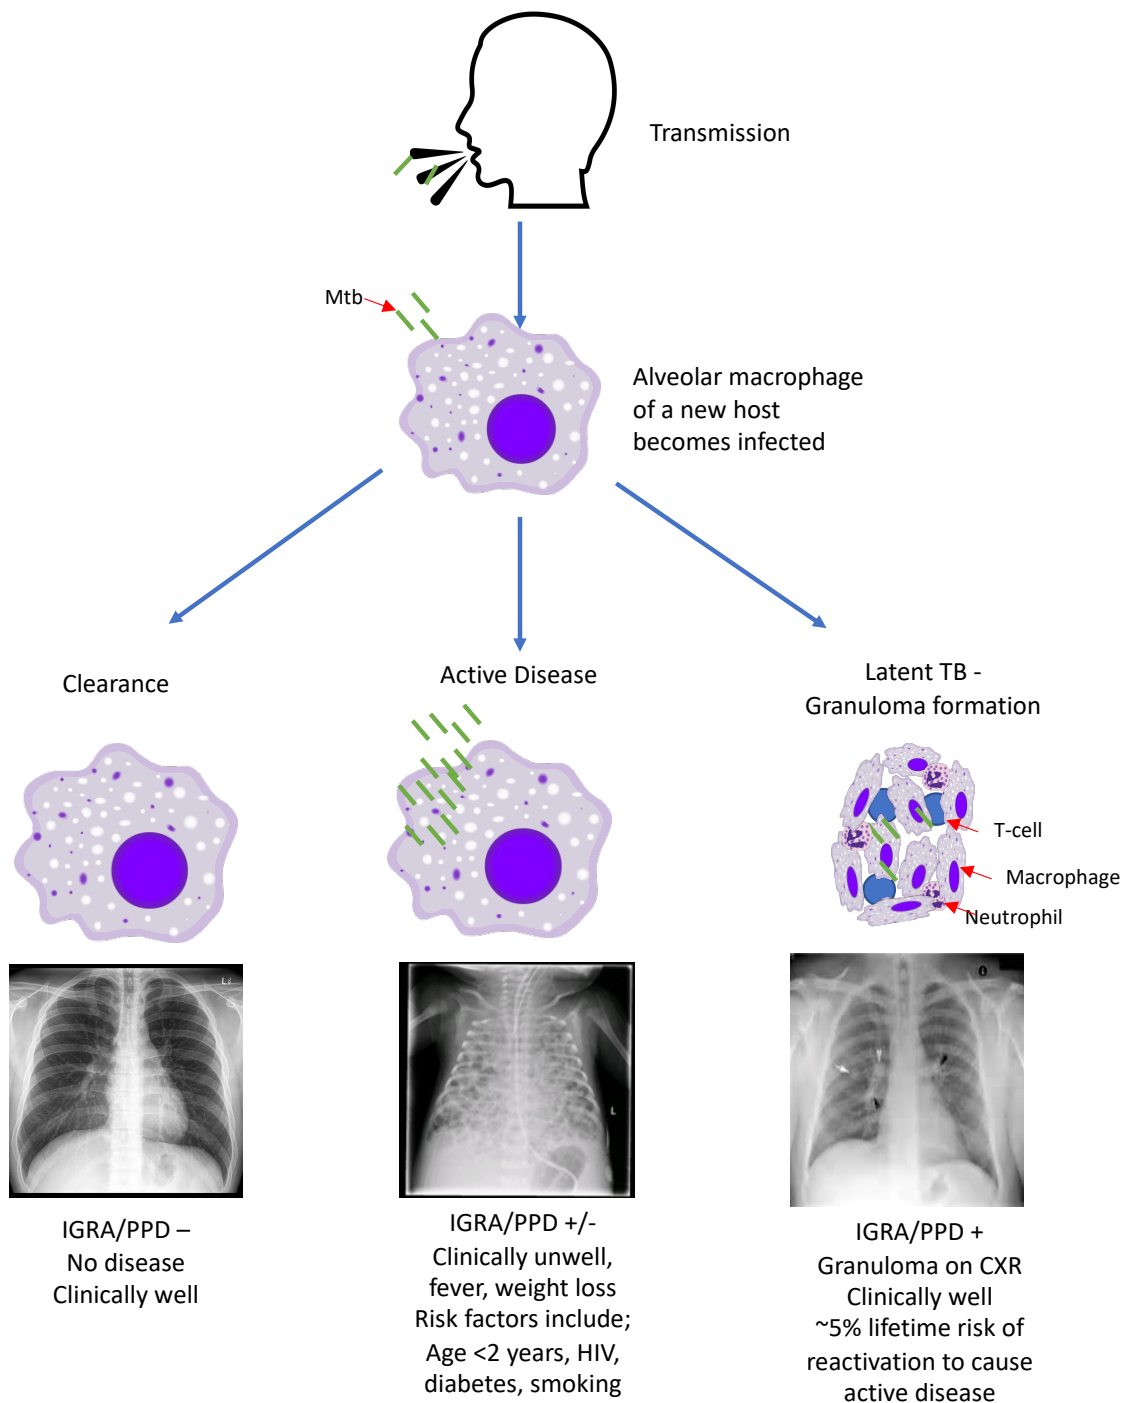 Transmission
Mtb
Alveolar macrophage
of a new host
becomes infected
Clearance
Active Disease
Latent TB -
Granuloma formation
T-cell
Macrophage
Neutrophil
L
L
IGRA/PPD –
No disease
Clinically well
IGRA/PPD +/-
Clinically unwell,
fever, weight loss
Risk factors include;
Age <2 years, HIV,
diabetes, smoking
IGRA/PPD +
Granuloma on CXR
Clinically well
~5% lifetime risk of
reactivation to cause
active disease